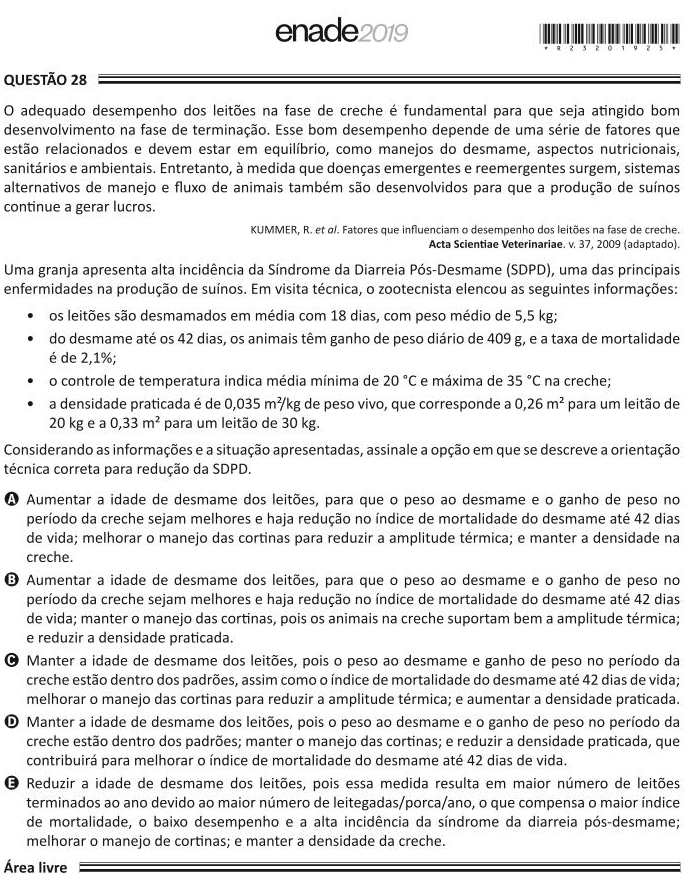 enade2019
* R 2 3 2 0 1 9 2 5 *
QUESTÃO 28
O adequado desempenho dos leitões na fase de creche é fundamental para que seja atingido bom
desenvolvimento na fase de terminação. Esse bom desempenho depende de uma série de fatores que
estão relacionados e devem estar em equilíbrio, como manejos do desmame, aspectos nutricionais,
sanitários e ambientais. Entretanto, à medida que doenças emergentes e reemergentes surgem, sistemas
alternativos de manejo e fluxo de animais também são desenvolvidos para que a produção de suínos
continue a gerar lucros.
KUMMER, R. et al. Fatores que influenciam o desempenho dos leitões na fase de creche.
Acta Scientiae Veterinariae. v. 37, 2009 (adaptado).
Uma granja apresenta alta incidência da Síndrome da Diarreia Pós-Desmame (SDPD), uma das principais
enfermidades na produção de suínos. Em visita técnica, o zootecnista elencou as seguintes informações:
• os leitões são desmamados em média com 18 dias, com peso médio de 5,5 kg;
• do desmame até os 42 dias, os animais têm ganho de peso diário de 409 g, e a taxa de mortalidade
é de 2,1%;
• o controle de temperatura indica média mínima de 20 °C e máxima de 35 °C na creche;
• a densidade praticada é de 0,035 m²/kg de peso vivo, que corresponde a 0,26 m² para um leitão de
20 kg e a 0,33 m² para um leitão de 30 kg.
Considerando as informações e a situação apresentadas, assinale a opção em que se descreve a orientação
técnica correta para redução da SDPD.
A Aumentar a idade de desmame dos leitões, para que o peso ao desmame e o ganho de peso no
período da creche sejam melhores e haja redução no índice de mortalidade do desmame até 42 dias
de vida; melhorar o manejo das cortinas para reduzir a amplitude térmica; e manter a densidade na
creche.
B Aumentar a idade de desmame dos leitões, para que o peso ao desmame e o ganho de peso no
período da creche sejam melhores e haja redução no índice de mortalidade do desmame até 42 dias
de vida; manter o manejo das cortinas, pois os animais na creche suportam bem a amplitude térmica;
e reduzir a densidade praticada.
C Manter a idade de desmame dos leitões, pois o peso ao desmame e ganho de peso no período da
creche estão dentro dos padrões, assim como o índice de mortalidade do desmame até 42 dias de vida;
melhorar o manejo das cortinas para reduzir a amplitude térmica; e aumentar a densidade praticada.
D Manter a idade de desmame dos leitões, pois o peso ao desmame e o ganho de peso no período da
creche estão dentro dos padrões; manter o manejo das cortinas; e reduzir a densidade praticada, que
contribuirá para melhorar o índice de mortalidade do desmame até 42 dias de vida.
E Reduzir a idade de desmame dos leitões, pois essa medida resulta em maior número de leitões
terminados ao ano devido ao maior número de leitegadas/porca/ano, o que compensa o maior índice
de mortalidade, o baixo desempenho e a alta incidência da síndrome da diarreia pós-desmame;
melhorar o manejo de cortinas; e manter a densidade da creche.
Área livre